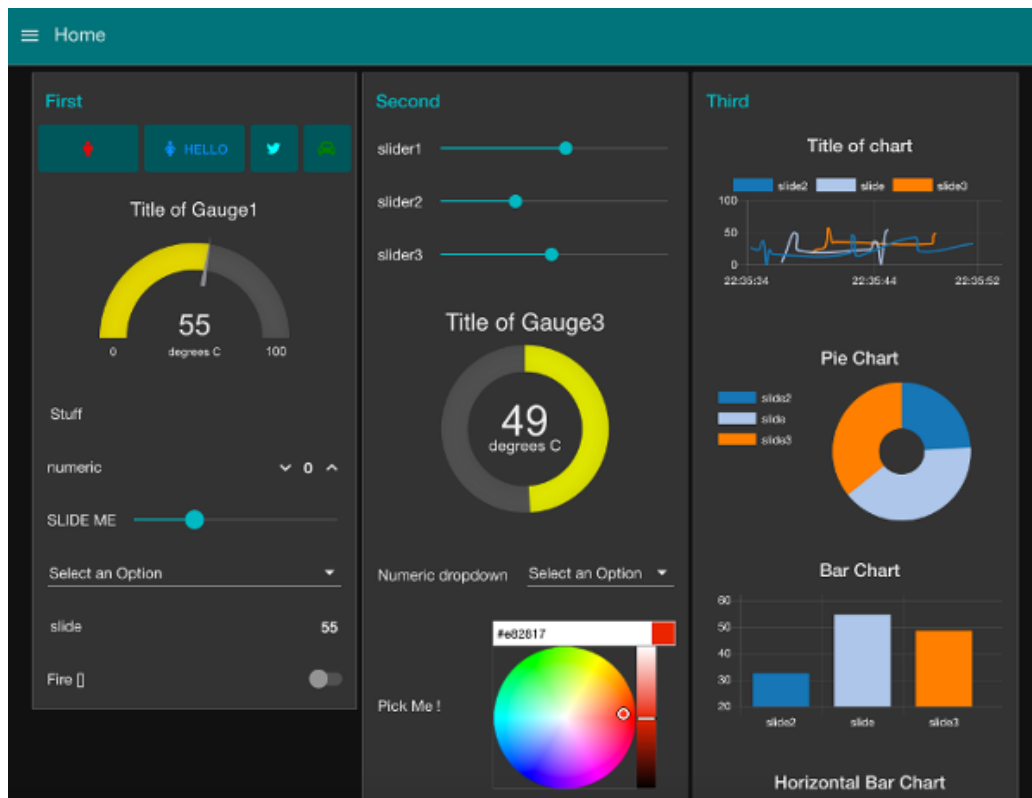 Home
First
HELLO
Title of Gauge1
55
degrees C
0
100
Stuff
numeric
0
SLIDE ME
Select an Option
slide
55
Fire []
Second
slider1
slider2
slider3
Title of Gauge3
49
degrees C
Numeric dropdown
Select an Option
#e82817
Pick Me !
Third
Title of chart
slide2 slide slide3
100
50
0
22:35:34 22:35:44 22:35:52
Pie Chart
slide2
slide
slide3
Bar Chart
60
50
40
30
20
slide2 slide slide3
Horizontal Bar Chart